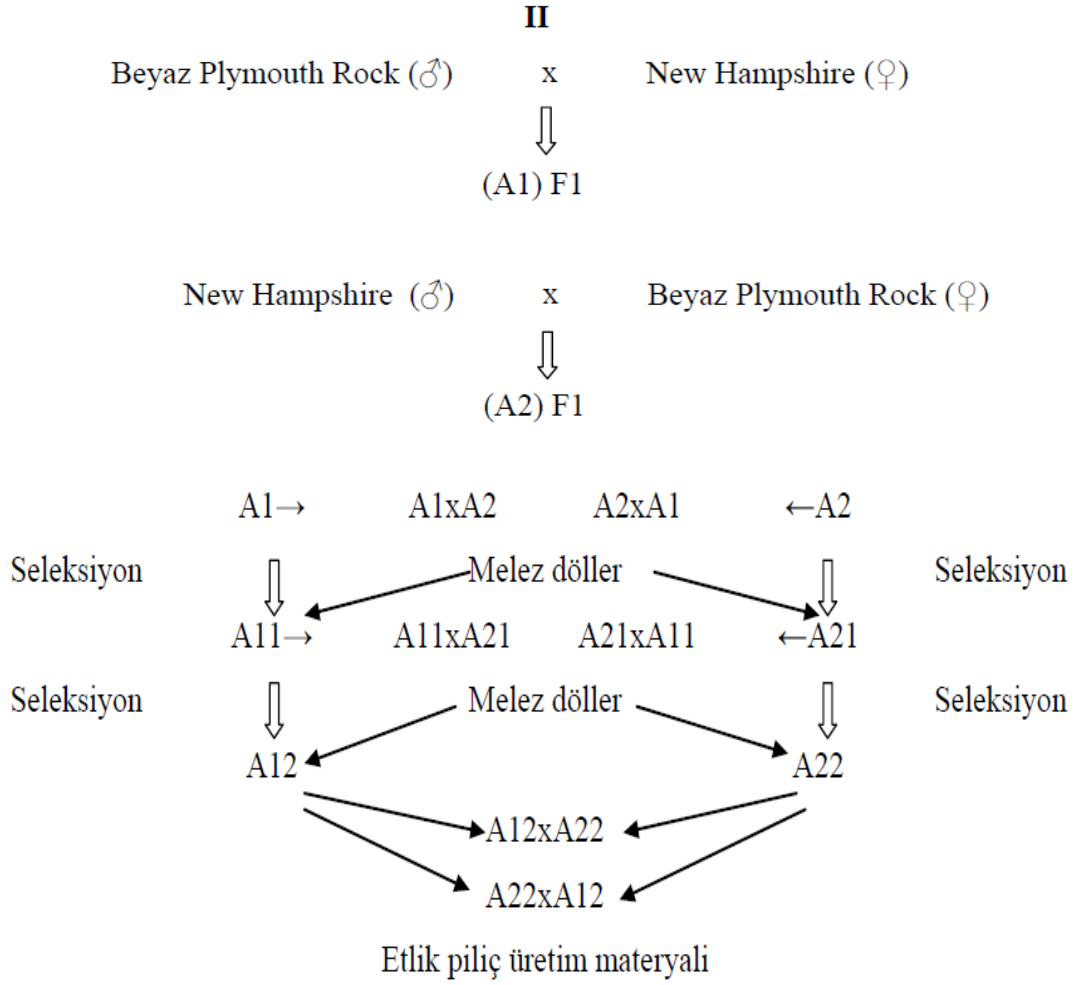 II
Beyaz Plymouth Rock (♂) x New Hampshire (♀)
(A1) F1
New Hampshire (♂) x Beyaz Plymouth Rock (♀)
(A2) F1
A1→ A1xA2 A2xA1 ←A2
Seleksiyon Melez döller Seleksiyon
A11→ A11xA21 A21xA11 ←A21
Seleksiyon Melez döller Seleksiyon
A12 A22
A12xA22
A22xA12
Etlik piliç üretim materyali